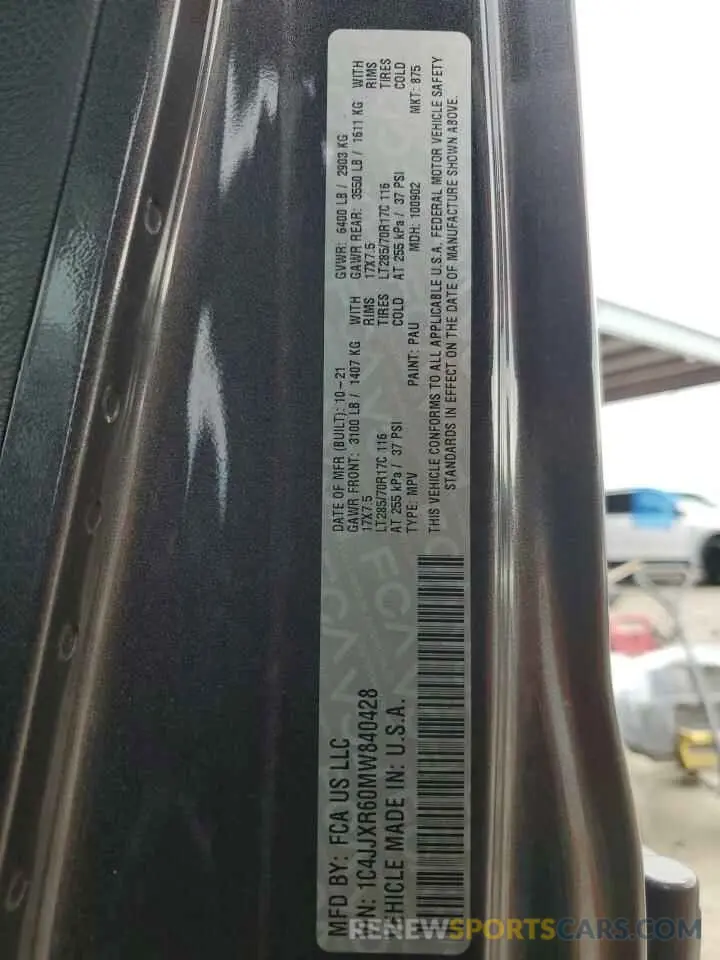 MFD BY: FCA US LLC
VIN: 1C4JJXR60MW840428
VEHICLE MADE IN: U.S.A.
DATE OF MFR (BUILT): 10-21 GVWR: 6400 LB / 2903 KG
GAWR FRONT: 3100 LB / 1407 KG WITH GAWR REAR: 3550 LB / 1611 KG WITH
17X7.5 RIMS 17X7.5 RIMS
LT285/70R17C 116 TIRES LT285/70R17C 116 TIRES
AT 255 kPa / 37 PSI COLD AT 255 kPa / 37 PSI COLD
TYPE: MPV PAINT: PAU MDH: 100902 MKT: 875
THIS VEHICLE CONFORMS TO ALL APPLICABLE U.S.A. FEDERAL MOTOR VEHICLE SAFETY
STANDARDS IN EFFECT ON THE DATE OF MANUFACTURE SHOWN ABOVE.
RENEWSPORTSCARS.COM